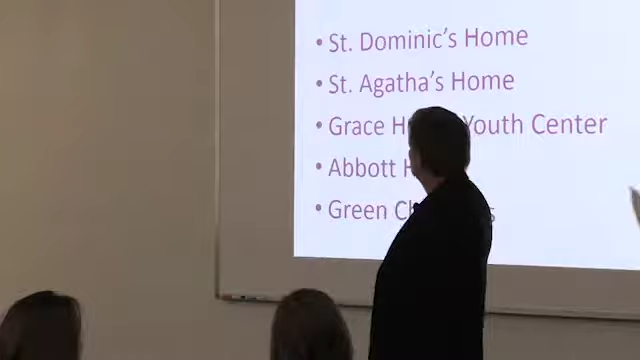 • St. Dominic's Home
• St. Agatha's Home
• Grace Youth Center
• Abbott
• Green